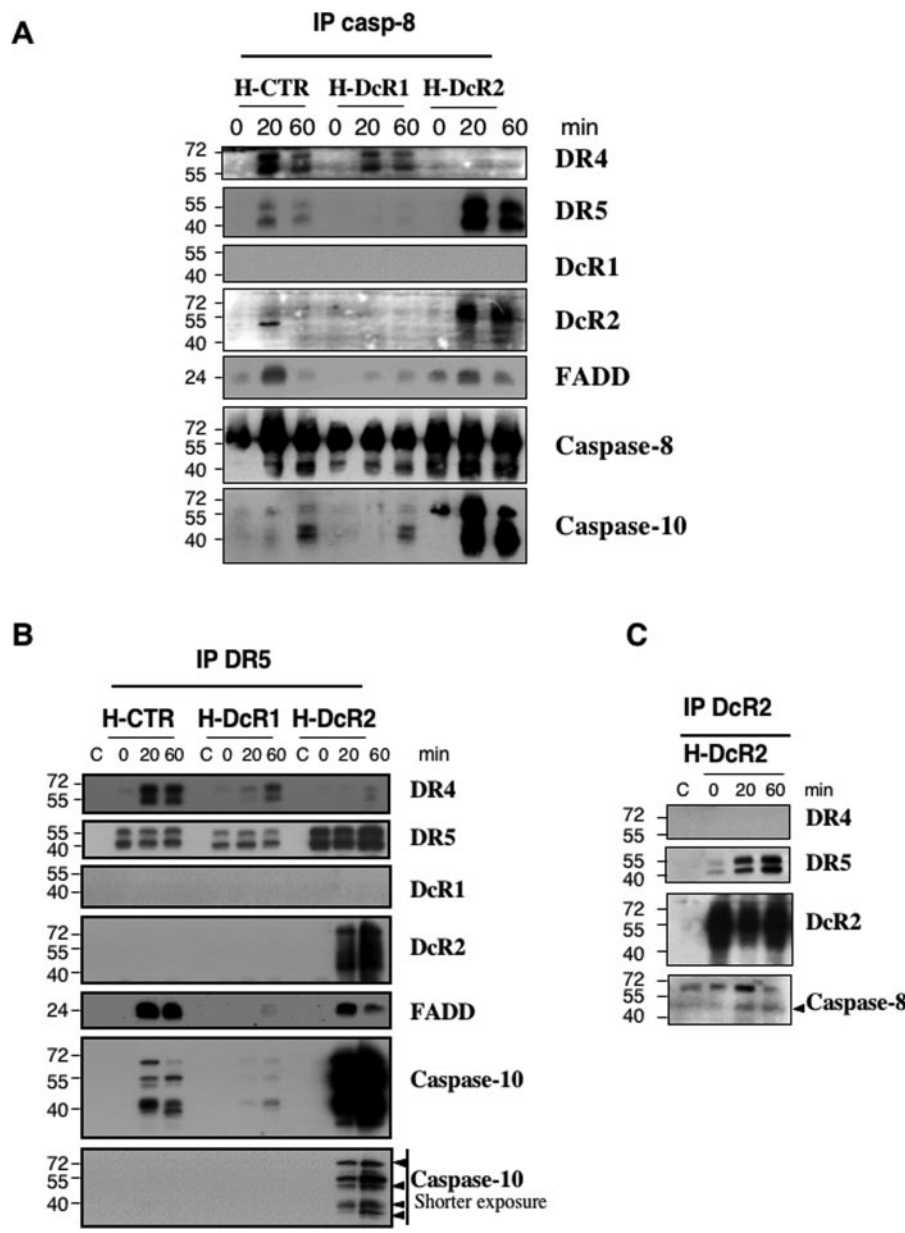 A
IP casp-8
H-CTR H-DcR1 H-DcR2
0 20 60 0 20 60 0 20 60 min
72
55
DR4
55
40
DR5
55
40
DcR1
72
55
40
DcR2
24
FADD
72
55
40
Caspase-8
72
55
40
Caspase-10
B
IP DR5
H-CTR H-DcR1 H-DcR2
C 0 20 60 C 0 20 60 C 0 20 60 min
72
55
DR4
55
40
DR5
55
40
DcR1
72
55
40
DcR2
24
FADD
72
55
40
Caspase-10
72
55
40
Caspase-10
Shorter exposure
C
IP DcR2
H-DcR2
C 0 20 60 min
72
55
DR4
55
40
DR5
72
55
40
DcR2
72
55
40
Caspase-8